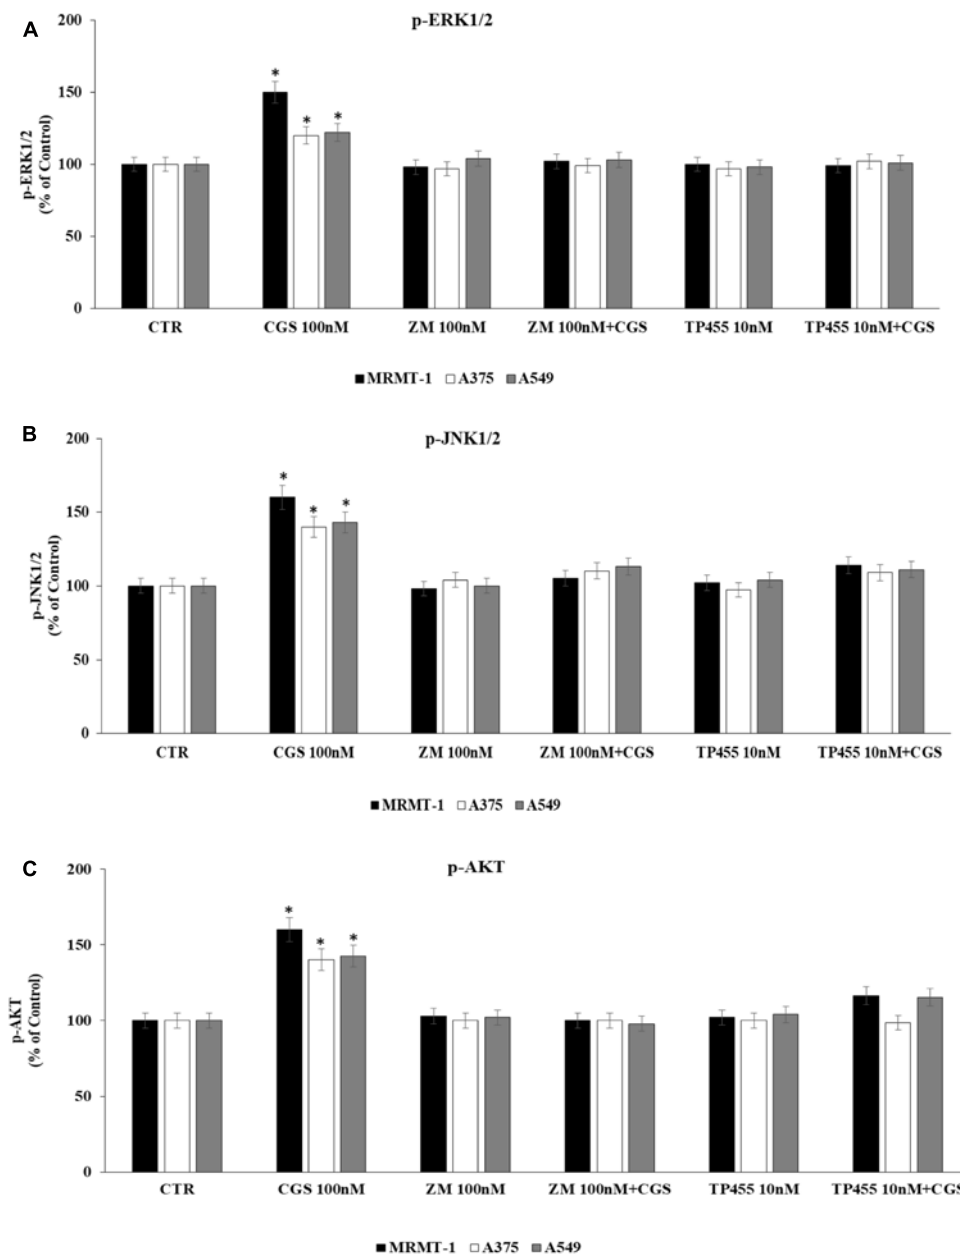 A
p-ERK1/2
200
150
100
50
0
p-ERK1/2
(% of Control)
*
*
*
CTR CGS 100nM ZM 100nM ZM 100nM+CGS TP455 10nM TP455 10nM+CGS
MRMT-1 A375 A549
B
p-JNK1/2
200
150
100
50
0
p-JNK1/2
(% of Control)
*
*
*
CTR CGS 100nM ZM 100nM ZM 100nM+CGS TP455 10nM TP455 10nM+CGS
MRMT-1 A375 A549
C
p-AKT
200
150
100
50
0
p-AKT
(% of Control)
*
*
*
CTR CGS 100nM ZM 100nM ZM 100nM+CGS TP455 10nM TP455 10nM+CGS
MRMT-1 A375 A549